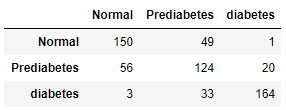 Normal Prediabetes diabetes
Normal 150 49 1
Prediabetes 56 124 20
diabetes 3 33 164